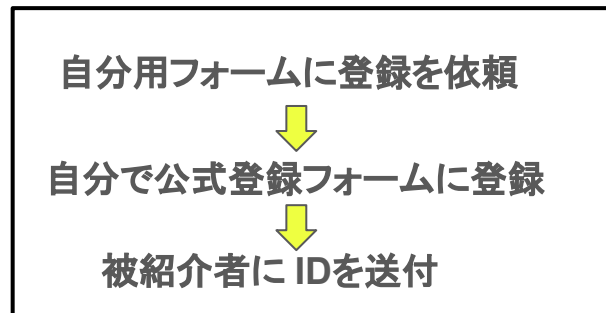 自分用フォームに登録を依頼
自分で公式登録フォームに登録
被紹介者にIDを送付